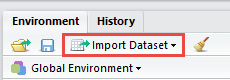 Environment History
Import Dataset
Global Environment